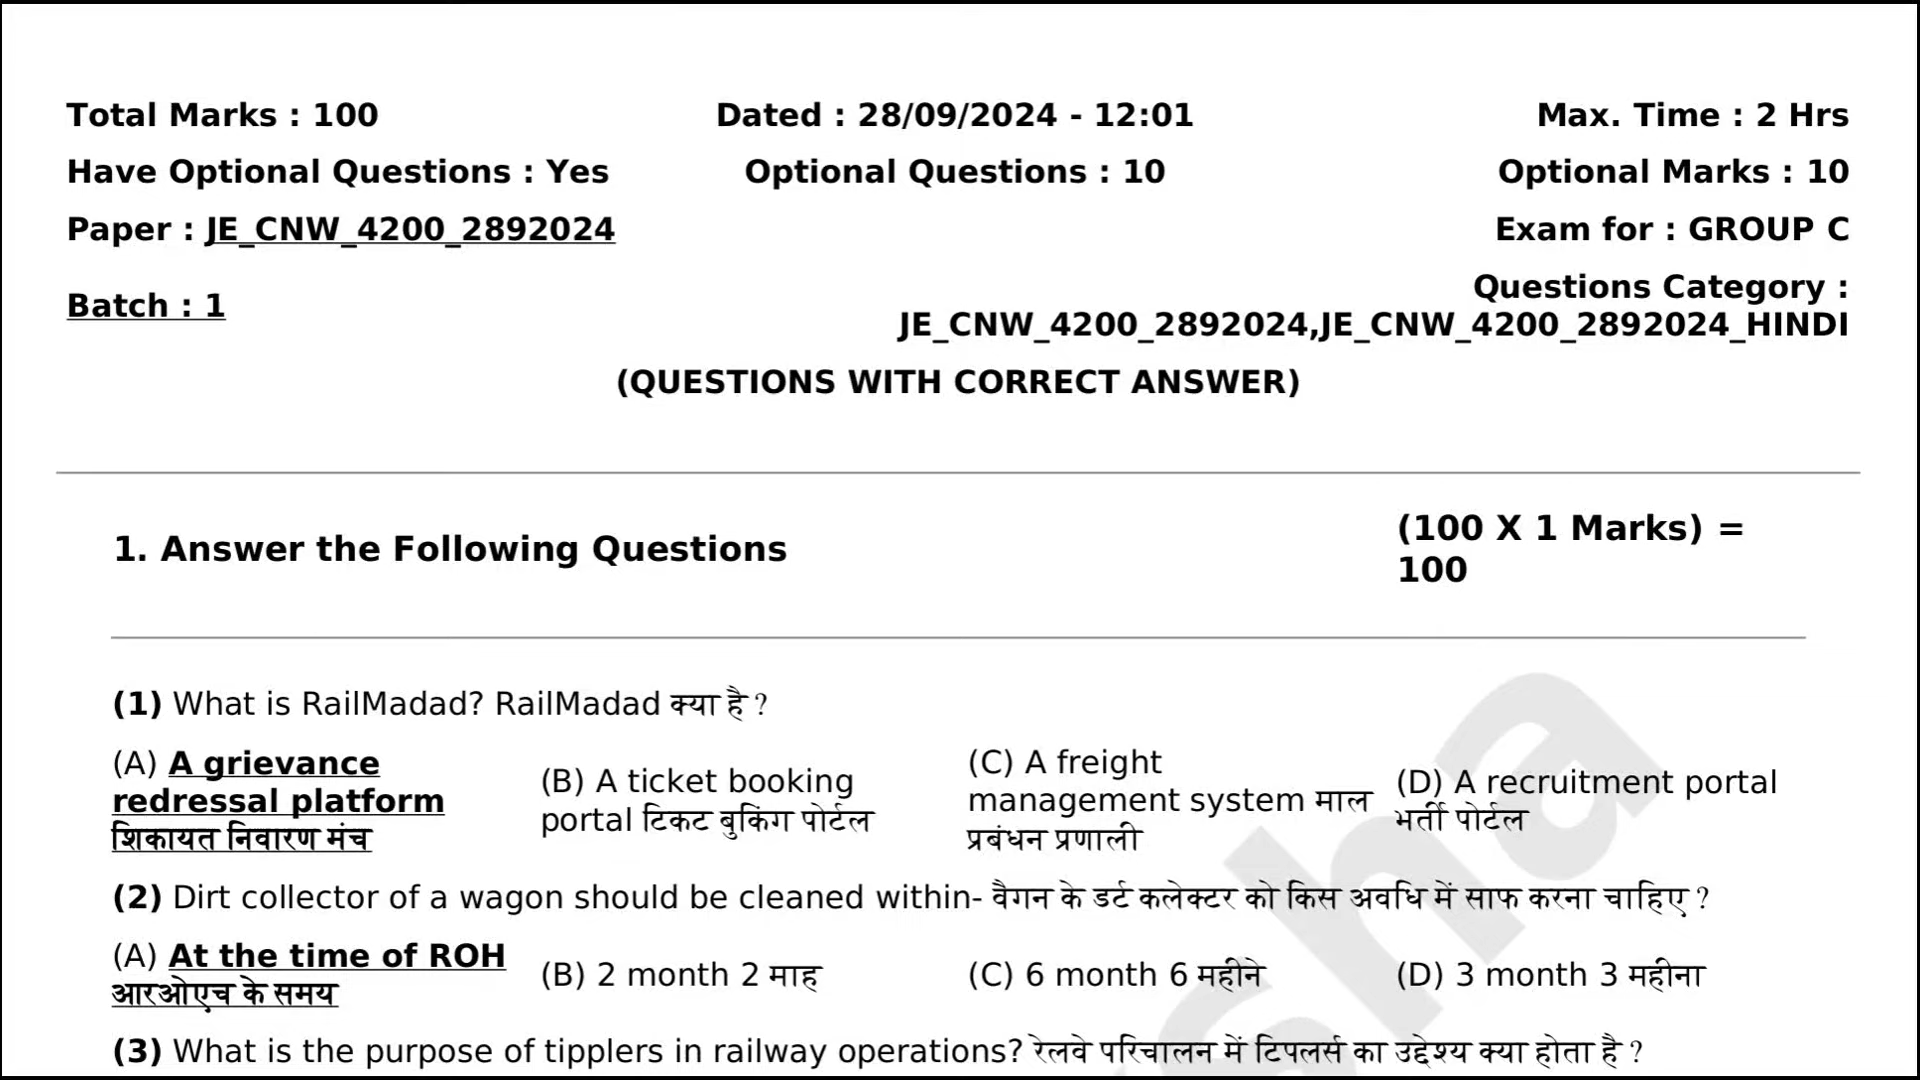 Total Marks : 100 Dated : 28/09/2024 - 12:01 Max. Time : 2 Hrs
Have Optional Questions : Yes Optional Questions : 10 Optional Marks : 10
Paper : JE_CNW_4200_2892024 Exam for : GROUP C
Batch : 1 Questions Category :
JE_CNW_4200_2892024,JE_CNW_4200_2892024_HINDI
(QUESTIONS WITH CORRECT ANSWER)
1. Answer the Following Questions (100 X 1 Marks) =
100
(1) What is RailMadad? RailMadad क्या है ?
(A) A grievance
redressal platform
शिकायत निवारण मंच
(B) A ticket booking
portal टिकट बुकिंग पोर्टल
(C) A freight
management system माल
प्रबंधन प्रणाली
(D) A recruitment portal
भर्ती पोर्टल
(2) Dirt collector of a wagon should be cleaned within- वैगन के डर्ट कलेक्टर को किस अवधि में साफ करना चाहिए ?
(A) At the time of ROH
आरओएच के समय
(B) 2 month 2 माह
(C) 6 month 6 महीने
(D) 3 month 3 महीना
(3) What is the purpose of tipplers in railway operations? रेलवे परिचालन में टिपलर्स का उद्देश्य क्या होता है ?
sha